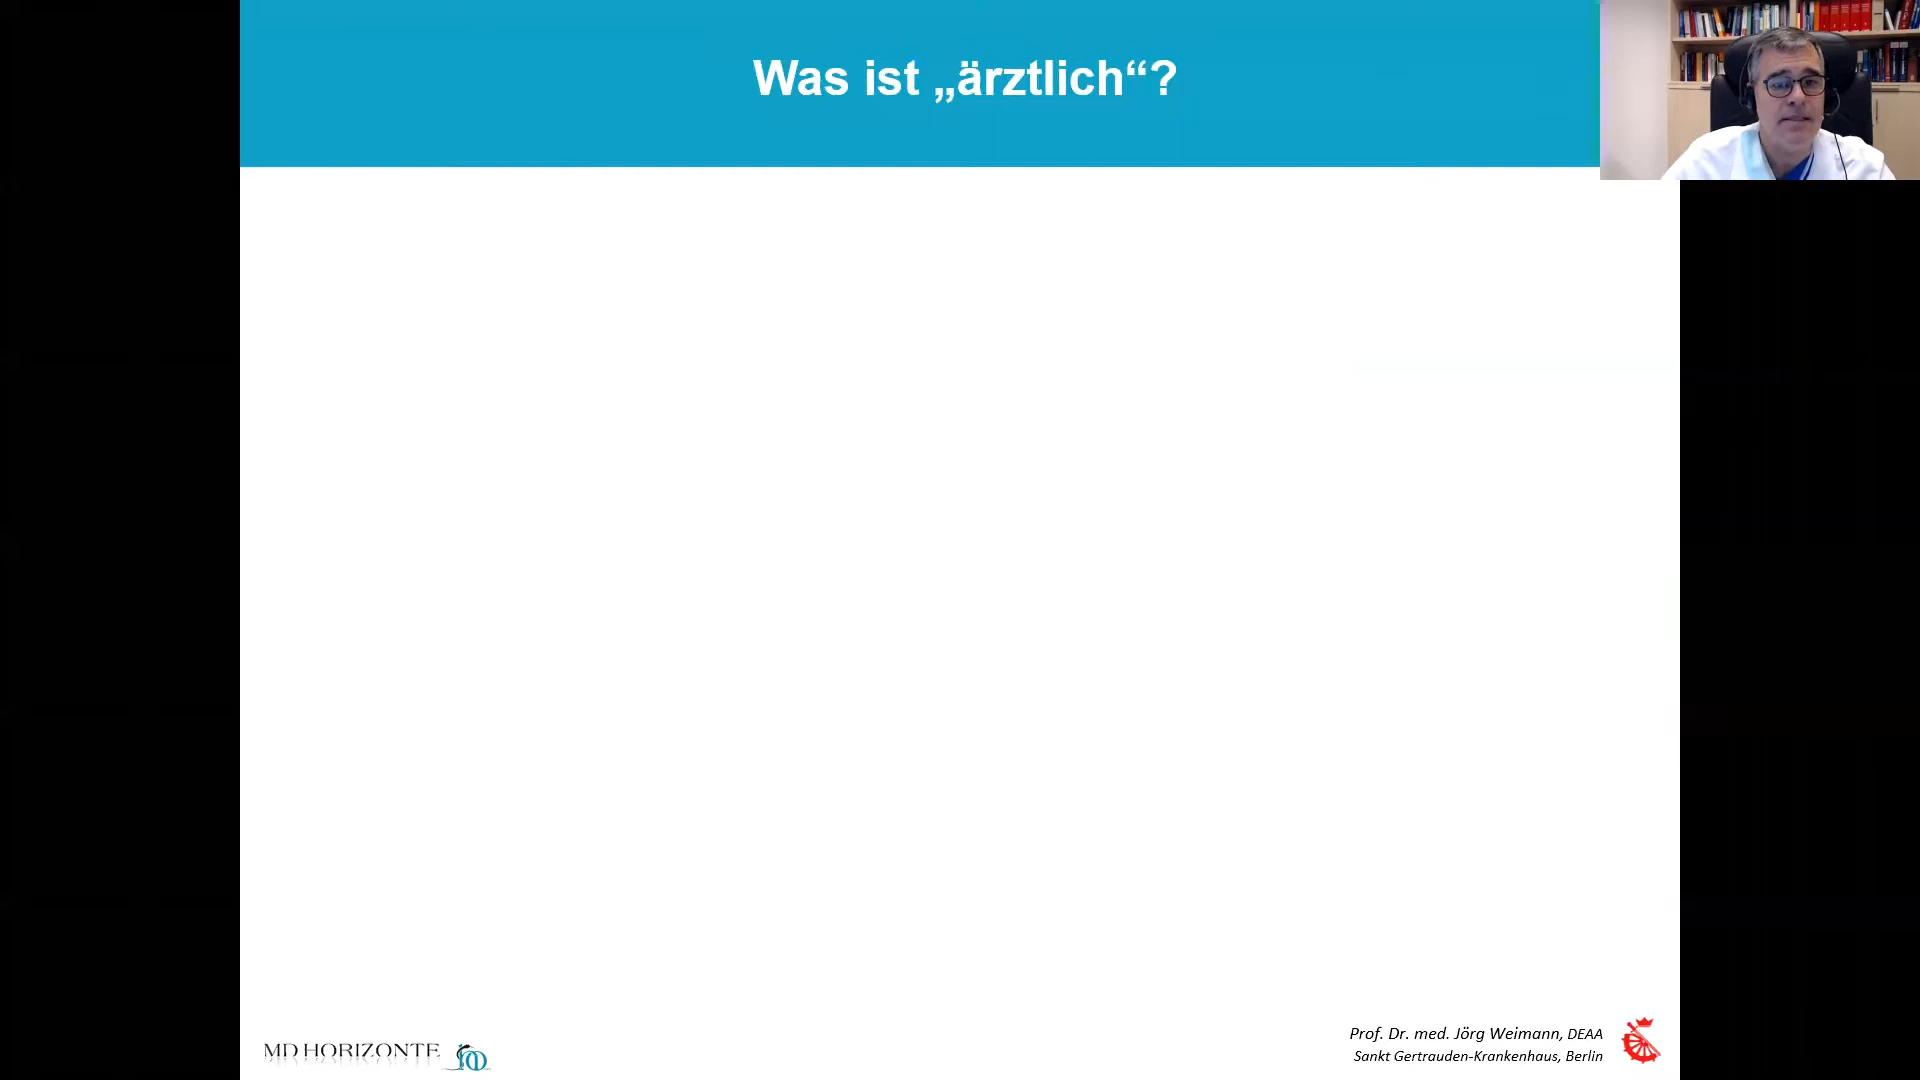 Was ist „ärztlich“?
MD HORIZONTE
Prof. Dr. med. Jörg Weimann, DEAA
Sankt Gertrauden-Krankenhaus, Berlin